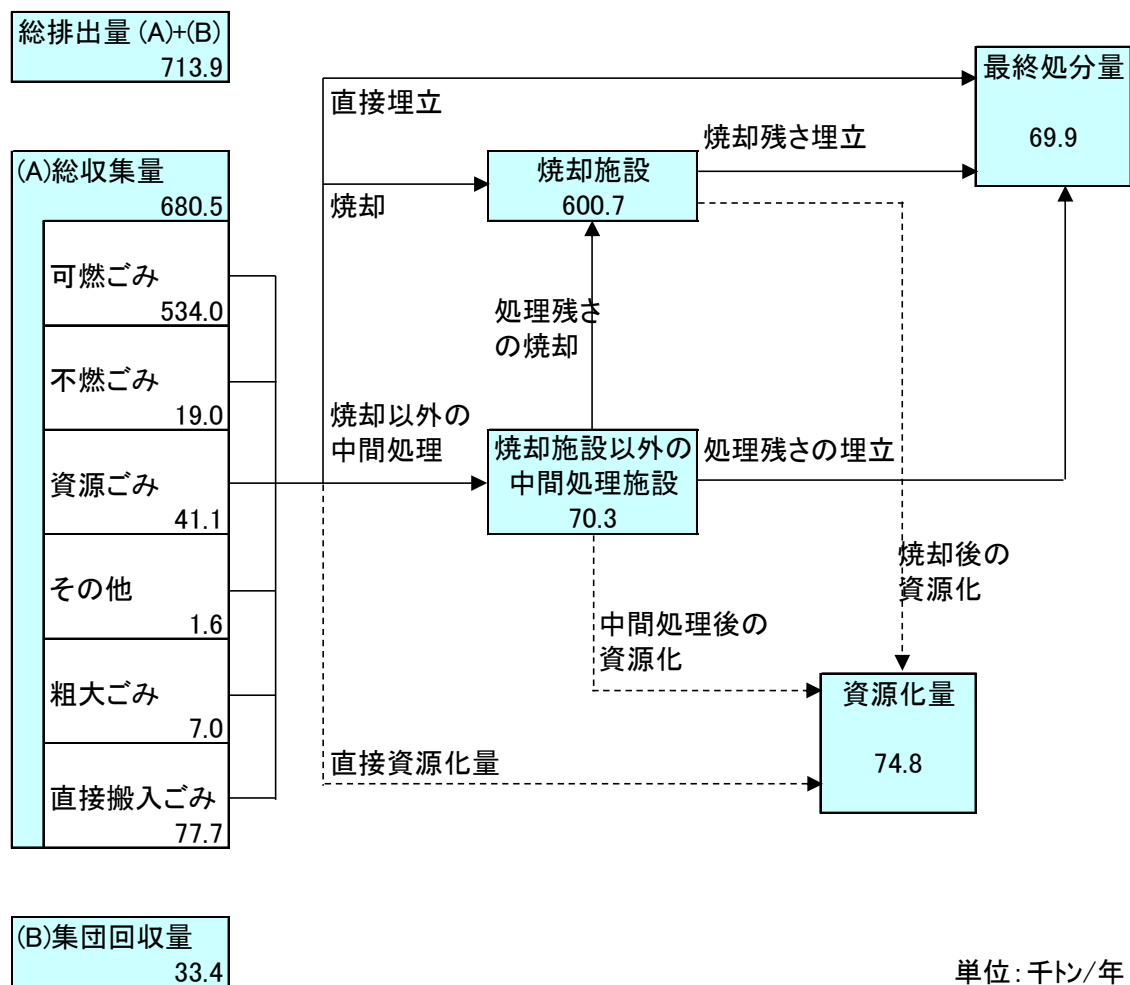 総排出量 (A)+(B)
713.9
最終処分量
69.9
直接埋立
焼却残さ埋立
(A)総収集量
680.5
焼却施設
600.7
焼却
可燃ごみ
534.0
処理残さ
の焼却
不燃ごみ
19.0
焼却以外の
中間処理
焼却施設以外の
中間処理施設
70.3
処理残さの埋立
資源ごみ
41.1
焼却後の
資源化
その他
1.6
中間処理後の
資源化
粗大ごみ
7.0
資源化量
74.8
直接資源化量
直接搬入ごみ
77.7
(B)集団回収量
33.4
単位:千トン/年